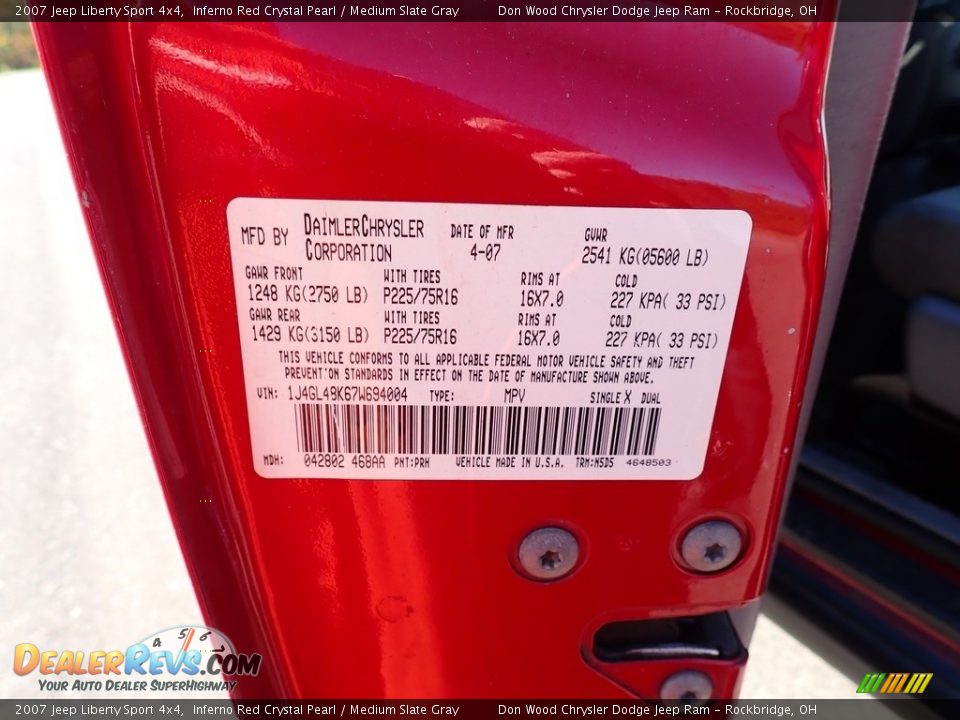 2007 Jeep Liberty Sport 4x4, Inferno Red Crystal Pearl / Medium Slate Gray Don Wood Chrysler Dodge Jeep Ram - Rockbridge, OH
MFD BY DAIMLERCHRYSLER CORPORATION DATE OF MFR 4-07 GVWR 2541 KG(05600 LB)
GAWR FRONT WITH TIRES RIMS AT COLD
1248 KG(2750 LB) P225/75R16 16X7.0 227 KPA( 33 PSI)
GAWR REAR WITH TIRES RIMS AT COLD
1429 KG(3150 LB) P225/75R16 16X7.0 227 KPA( 33 PSI)
THIS VEHICLE CONFORMS TO ALL APPLICABLE FEDERAL MOTOR VEHICLE SAFETY AND THEFT
PREVENT'ON STANDARDS IN EFFECT ON THE DATE OF MANUFACTURE SHOWN ABOVE.
VIN: 1J4GL48K67W694004 TYPE: MPV SINGLE X DUAL
MDH: 042802 468AA PNT:PRH VEHICLE MADE IN U.S.A. TRM:N5D5 4648503
4 5 6
DEALERREVS.COM
YOUR AUTO DEALER SUPERHIGHWAY
2007 Jeep Liberty Sport 4x4, Inferno Red Crystal Pearl / Medium Slate Gray Don Wood Chrysler Dodge Jeep Ram - Rockbridge, OH